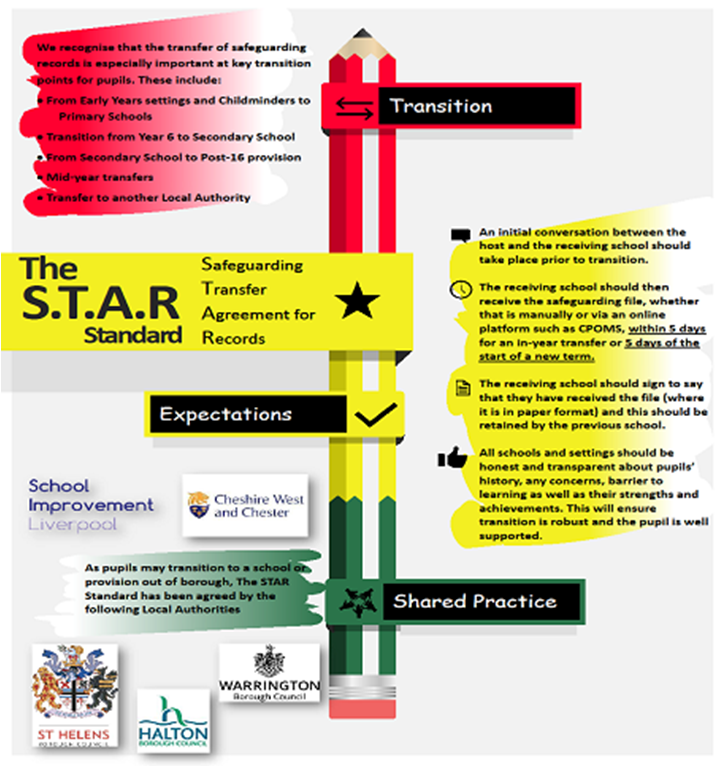 We recognise that the transfer of safeguarding
records is especially important at key transition
points for pupils. These include:
• From Early Years settings and Childminders to
Primary Schools
• Transition from Year 6 to Secondary School
• From Secondary School to Post-16 provision
• Mid-year transfers
• Transfer to another Local Authority
Transition
The
S.T.A.R
Standard
Safeguarding
Transfer
Agreement for
Records
An initial conversation between the
host and the receiving school should
take place prior to transition.
The receiving school should then
receive the safeguarding file, whether
that is manually or via an online
platform such as CPOMS, within 5 days
for an in-year transfer or 5 days of the
start of a new term.
The receiving school should sign to say
that they have received the file (where
it is in paper format) and this should be
retained by the previous school.
All schools and settings should be
honest and transparent about pupils'
history, any concerns, barrier to
learning as well as their strengths and
achievements. This will ensure
transition is robust and the pupil is well
supported.
Expectations
School
Improvement
Liverpool
Cheshire West
and Chester
As pupils may transition to a school or
provision out of borough, The STAR
Standard has been agreed by the
following Local Authorities
Shared Practice
ST HELENS
BOROUGH COUNCIL
HALTON
BOROUGH COUNCIL
WARRINGTON
Borough Council